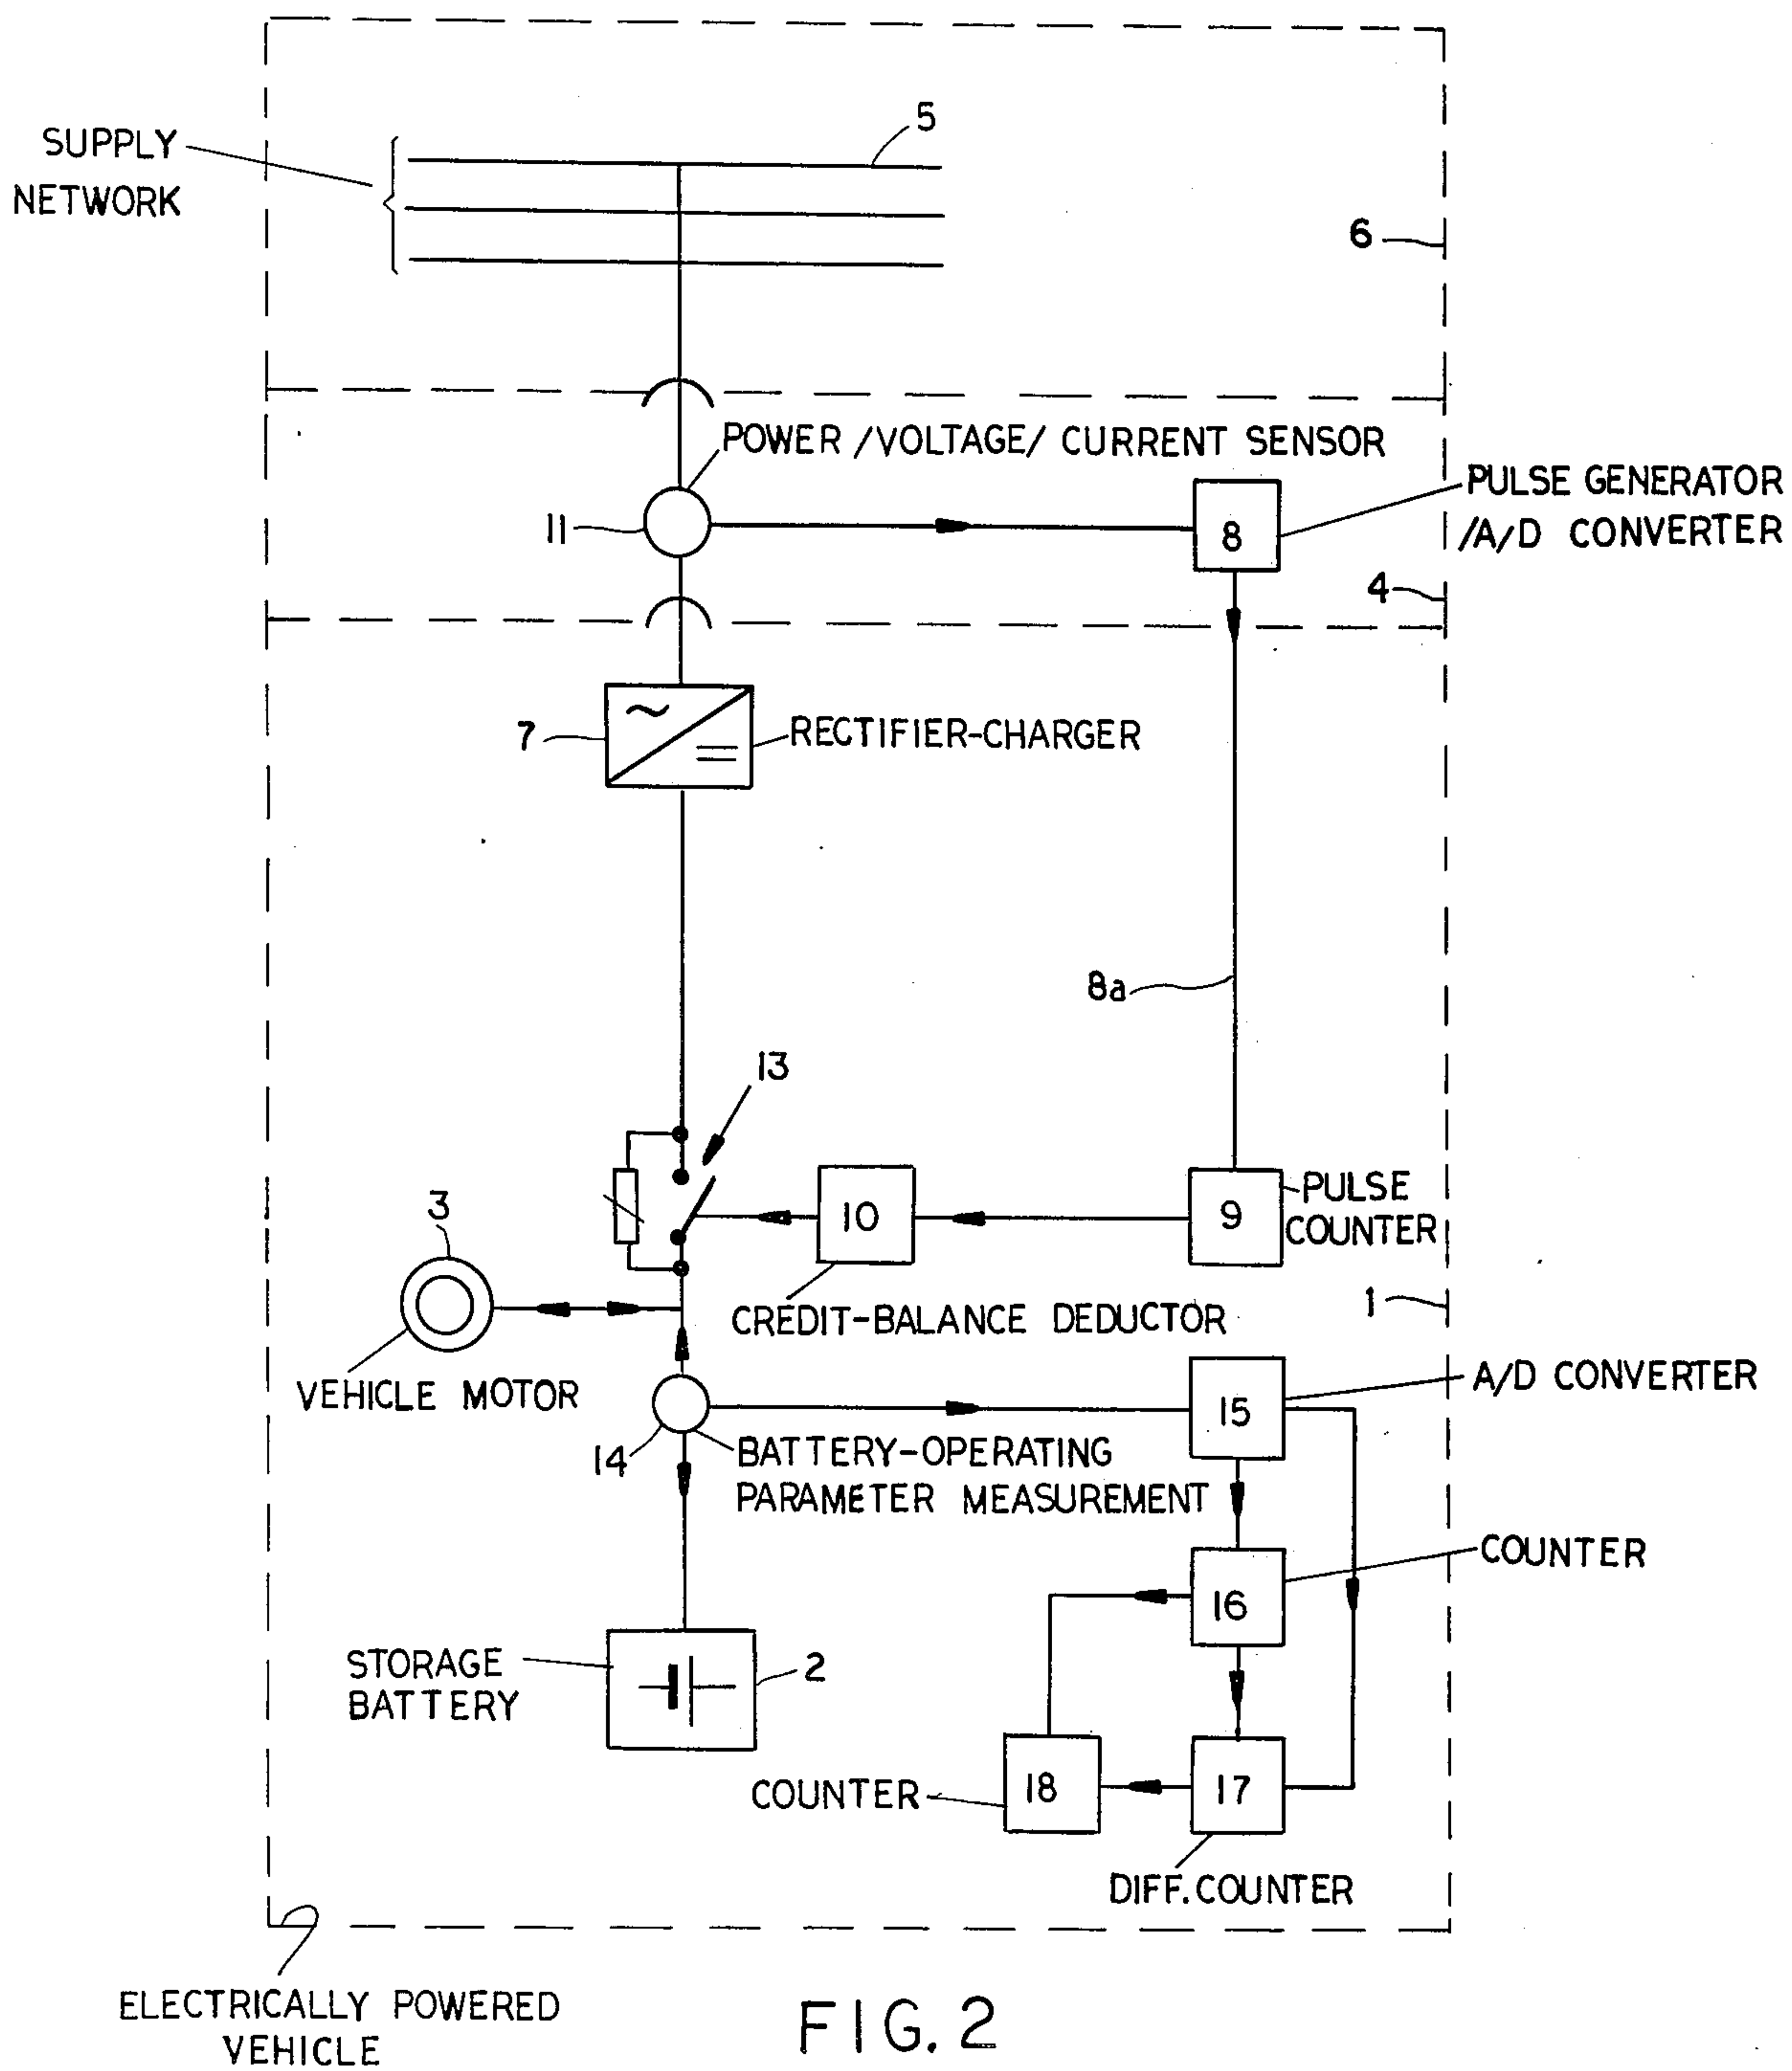 5
SUPPLY
NETWORK
6
POWER /VOLTAGE/ CURRENT SENSOR
PULSE GENERATOR
/A/D CONVERTER
11
8
4
7
RECTIFIER-CHARGER
8a
13
3
10
9
PULSE
COUNTER
CREDIT-BALANCE DEDUCTOR
1
VEHICLE MOTOR
A/D CONVERTER
15
14
BATTERY-OPERATING
PARAMETER MEASUREMENT
COUNTER
16
STORAGE
BATTERY
2
COUNTER
18
17
DIFF. COUNTER
ELECTRICALLY POWERED
VEHICLE
FIG. 2